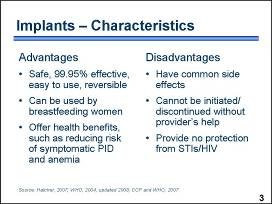 Implants – Characteristics
Advantages
• Safe, 99.95% effective,
easy to use, reversible
• Can be used by
breastfeeding women
• Offer health benefits,
such as reducing risk
of symptomatic PID
and anemia
Disadvantages
• Have common side
effects
• Cannot be initiated/
discontinued without
provider's help
• Provide no protection
from STIs/HIV
Source: Hatcher, 2007; WHO, 2004, updated 2008; CCP and WHO, 2007.
3